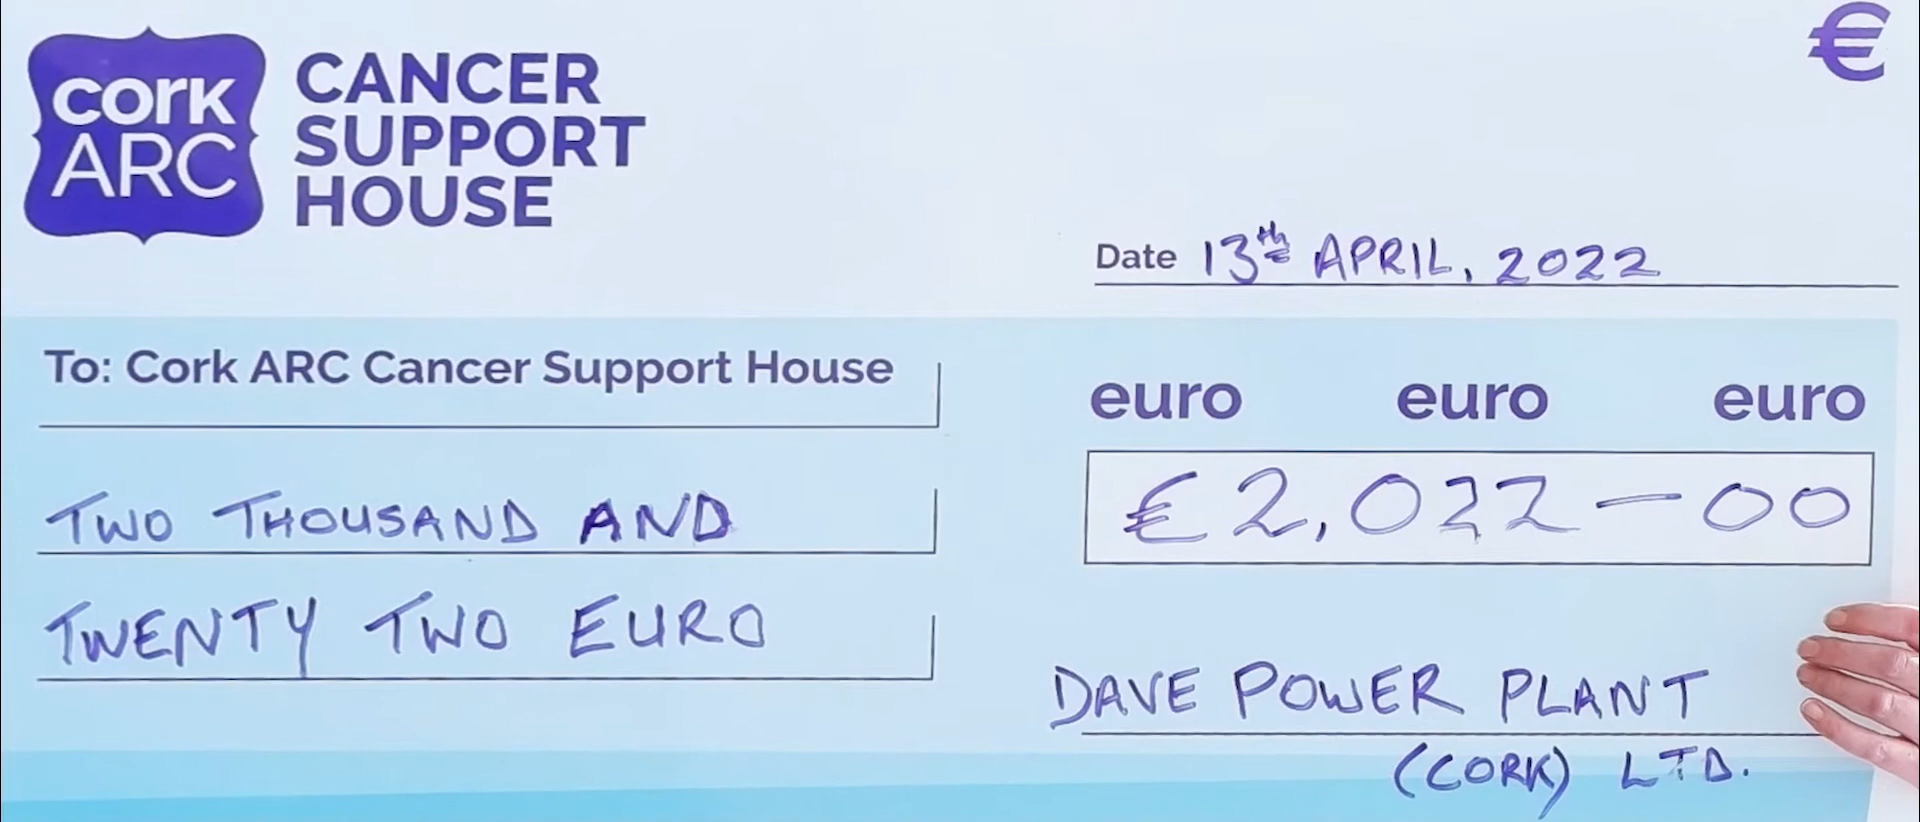 cork
ARC
CANCER
SUPPORT
HOUSE
€
Date 13th APRIL, 2022
To: Cork ARC Cancer Support House
euro euro euro
TWO THOUSAND AND
€2,022-00
TWENTY TWO EURO
DAVE POWER PLANT
(CORK) LTD.